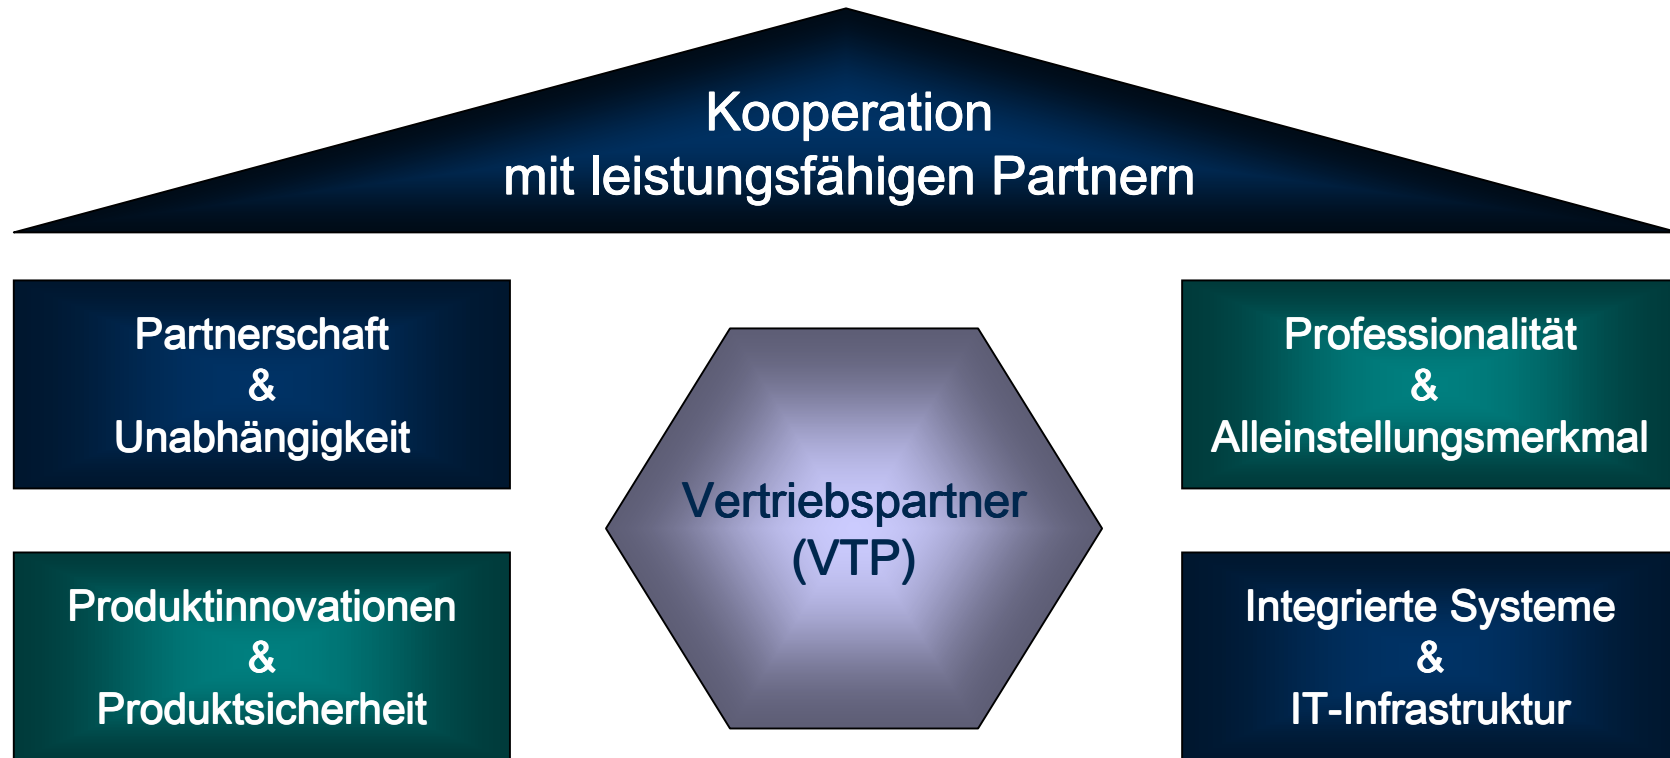 Kooperation
mit leistungsfähigen Partnern
Partnerschaft
&
Unabhängigkeit
Professionalität
&
Alleinstellungsmerkmal
Vertriebspartner
(VTP)
Produktinnovationen
&
Produktsicherheit
Integrierte Systeme
&
IT-Infrastruktur